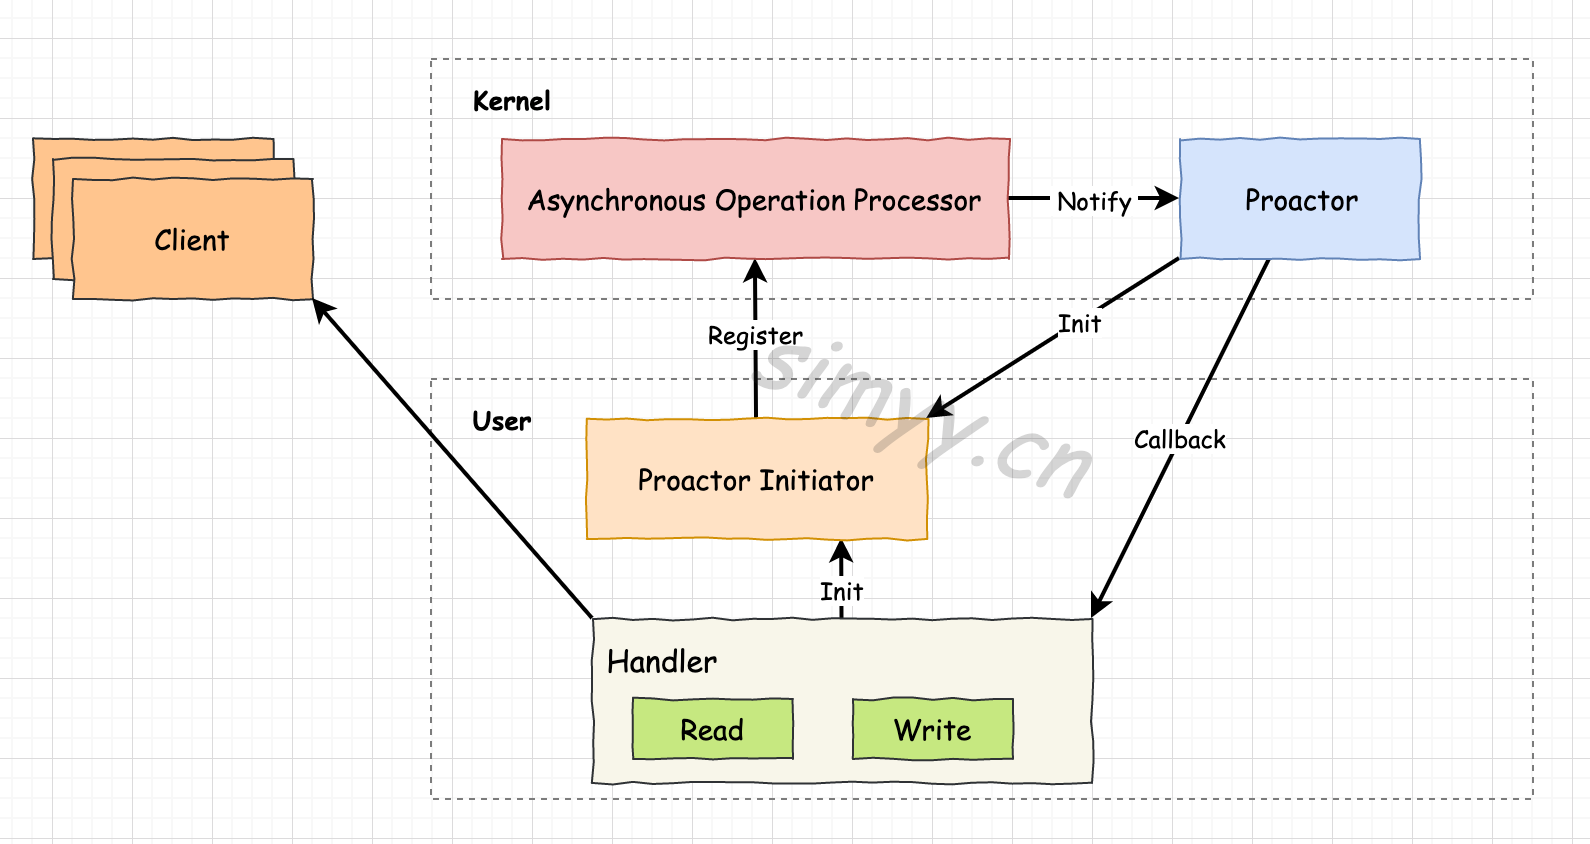 Kernel
Asynchronous Operation Processor
Notify
Proactor
Client
Register
Init
simyy.cn
User
Callback
Proactor Initiator
Init
Handler
Read
Write